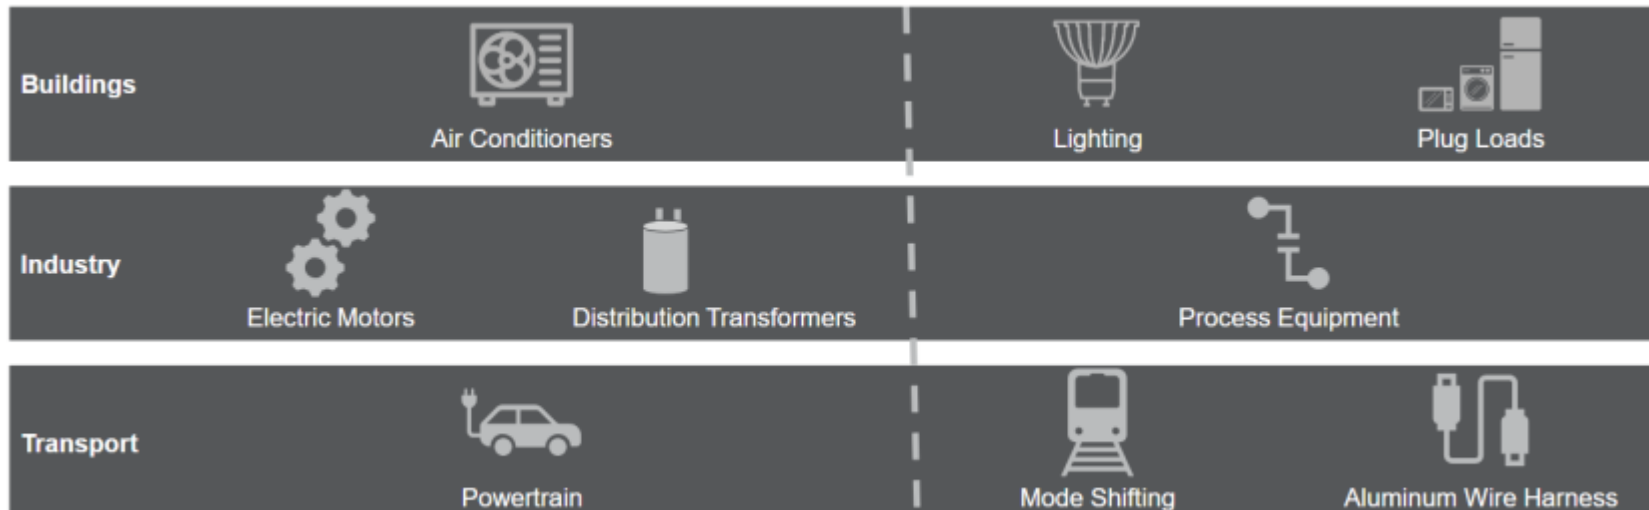 Buildings
Air Conditioners
Lighting
Plug Loads
Industry
Electric Motors
Distribution Transformers
Process Equipment
Transport
Powertrain
Mode Shifting
Aluminum Wire Harness